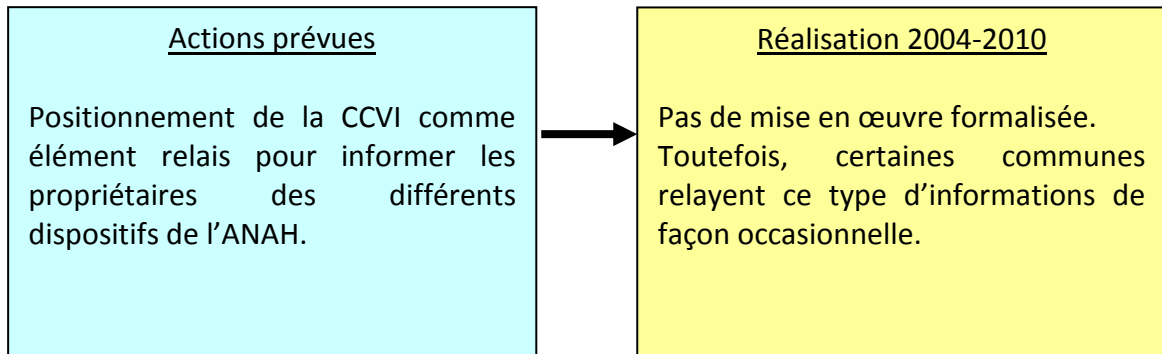 Actions prévues
Positionnement de la CCVI comme
élément relais pour informer les
propriétaires des différents
dispositifs de l’ANAH.
Réalisation 2004-2010
Pas de mise en œuvre formalisée.
Toutefois, certaines communes
relayent ce type d’informations de
façon occasionnelle.